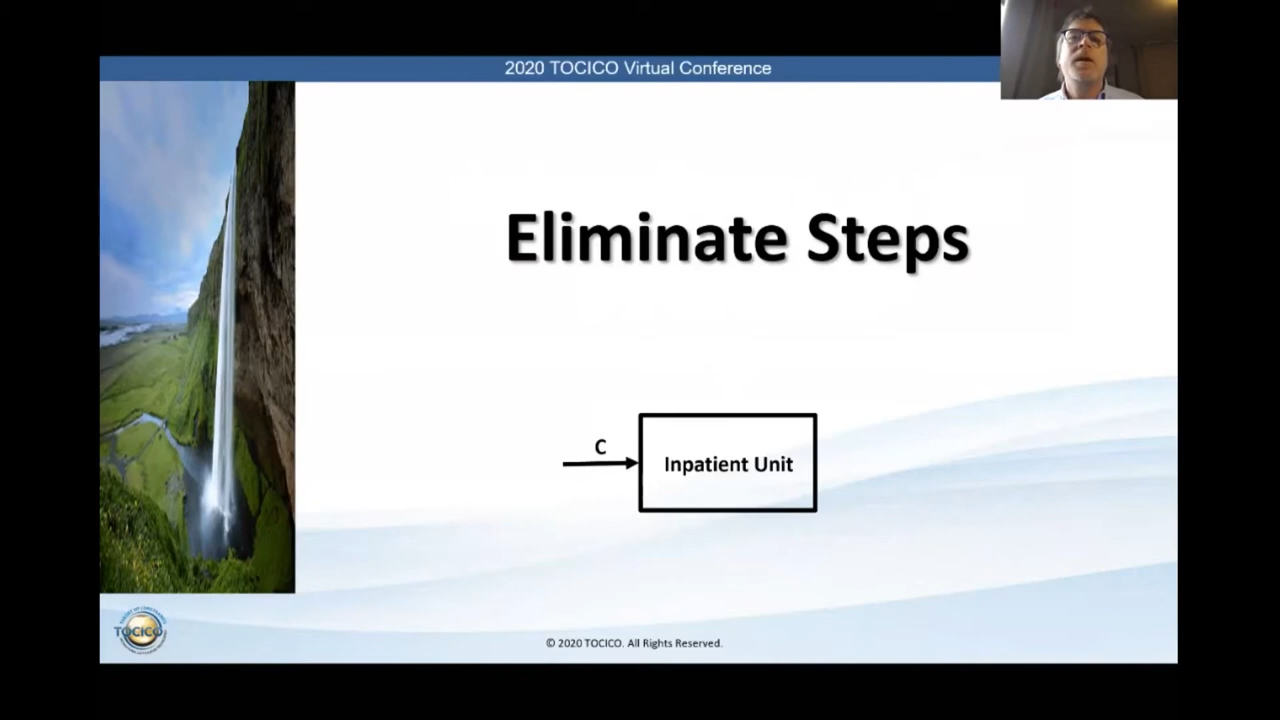 2020 TOCICO Virtual Conference
Eliminate Steps
C
Inpatient Unit
TOCICO
© 2020 TOCICO. All Rights Reserved.